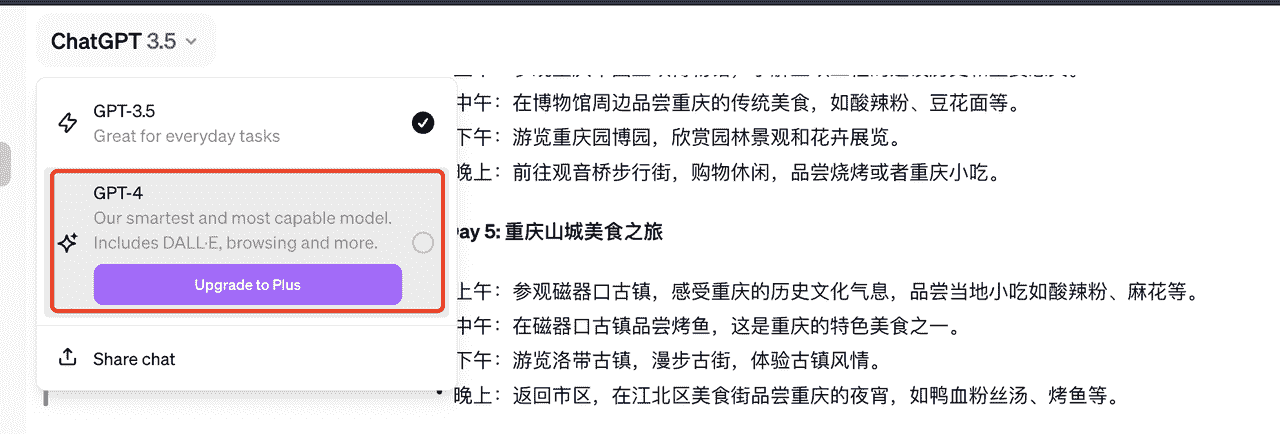 ChatGPT 3.5
GPT-3.5
Great for everyday tasks
GPT-4
Our smartest and most capable model.
Includes DALL·E, browsing and more.
Upgrade to Plus
Share chat
中午：在博物馆周边品尝重庆的传统美食，如酸辣粉、豆花面等。
下午：游览重庆园博园，欣赏园林景观和花卉展览。
晚上：前往观音桥步行街，购物休闲，品尝烧烤或者重庆小吃。
Day 5: 重庆山城美食之旅
上午：参观磁器口古镇，感受重庆的历史文化气息，品尝当地小吃如酸辣粉、麻花等。
中午：在磁器口古镇品尝烤鱼，这是重庆的特色美食之一。
下午：游览洛带古镇，漫步古街，体验古镇风情。
晚上：返回市区，在江北区美食街品尝重庆的夜宵，如鸭血粉丝汤、烤鱼等。